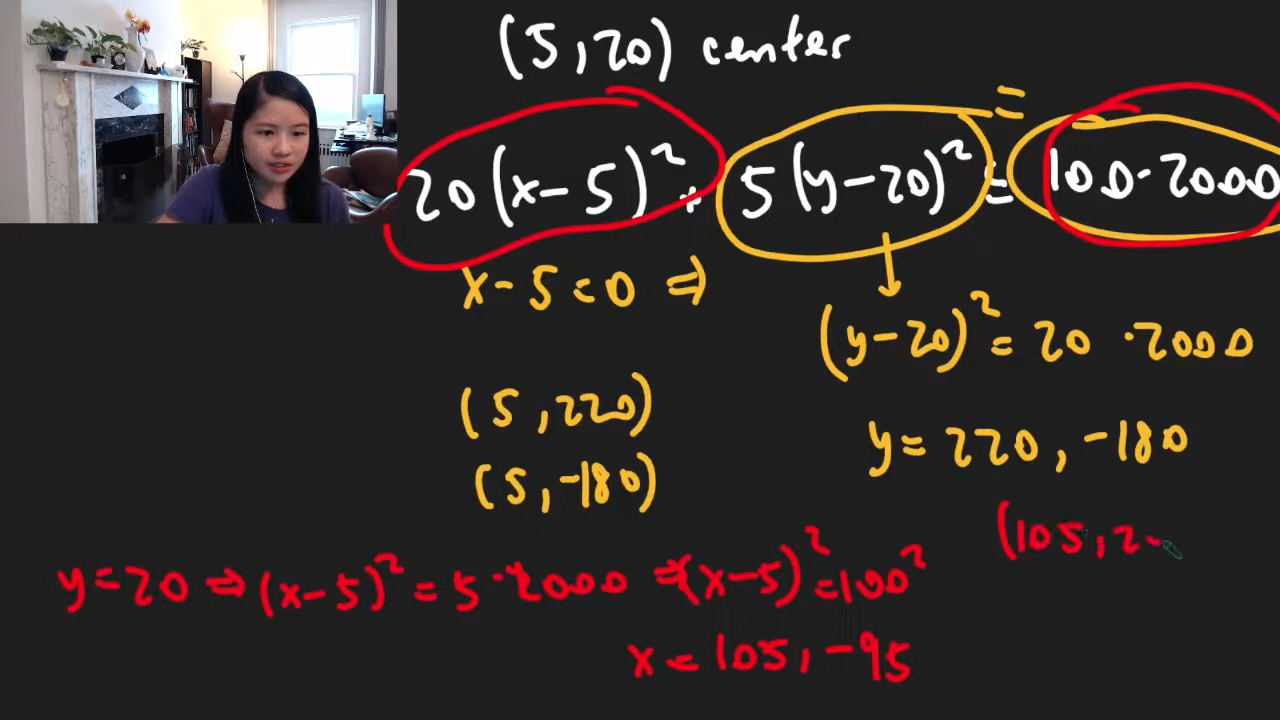 (5,20) center
20(x-5)² + 5(y-20)² = 100·2000
=
x-5=0 ⇒
(y-20)² = 20·2000
(5,220)
y=220,-180
(5,-180)
(105,2
y=20 ⇒ (x-5)² = 5·2000 ⇒ (x-5)² = 100²
x=105,-95